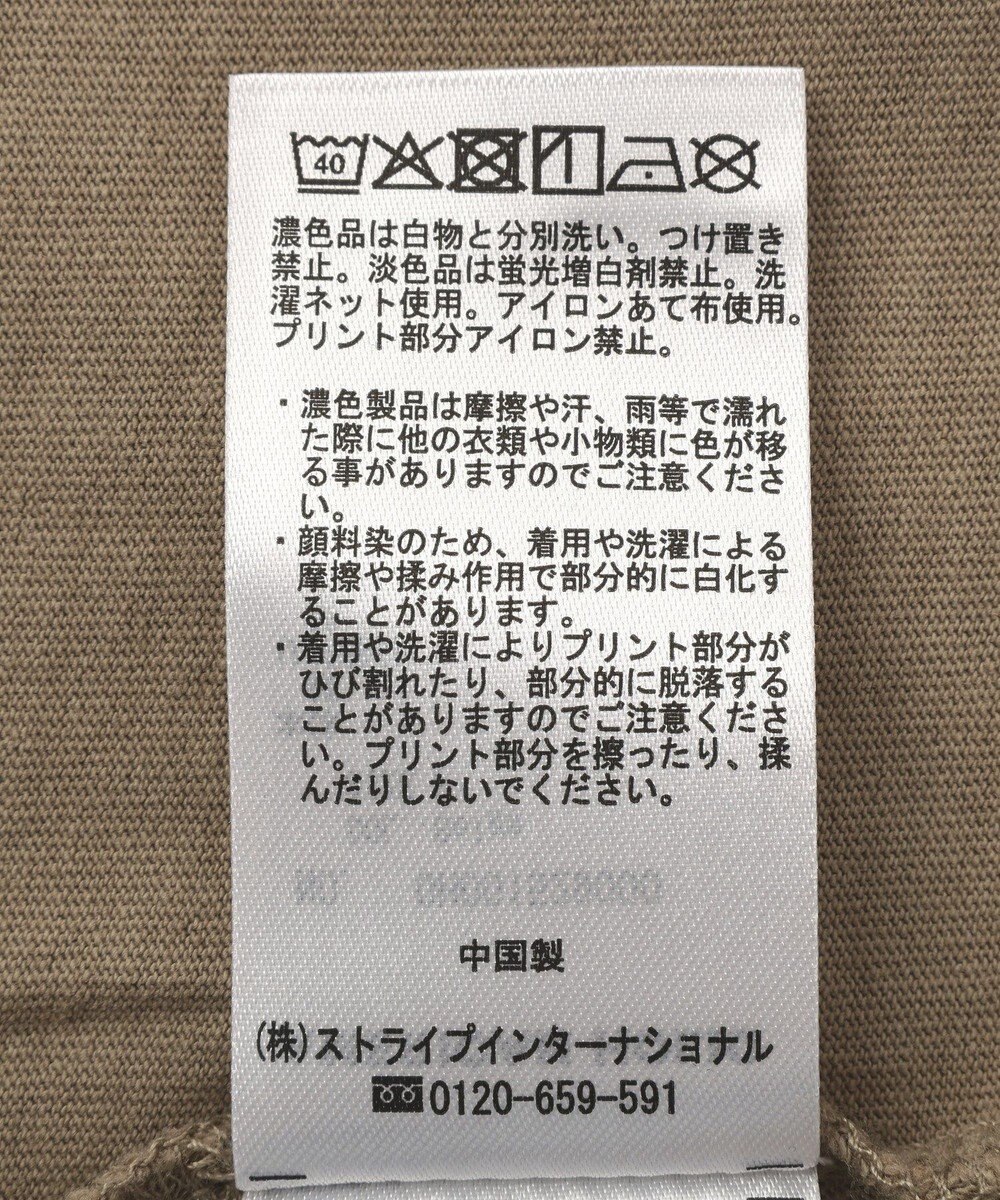 40
濃色品は白物と分別洗い。つけ置き
禁止。淡色品は蛍光増白剤禁止。洗
濯ネット使用。アイロンあて布使用。
プリント部分アイロン禁止。
・濃色製品は摩擦や汗、雨等で濡れ
た際に他の衣類や小物類に色が移
る事がありますのでご注意くださ
い。
・顔料染のため、着用や洗濯による
摩擦や揉み作用で部分的に白化す
ることがあります。
・着用や洗濯によりプリント部分が
ひび割れたり、部分的に脱落する
ことがありますのでご注意くださ
い。プリント部分を擦ったり、揉
んだりしないでください。
中国製
(株)ストライプインターナショナル
0120-659-591